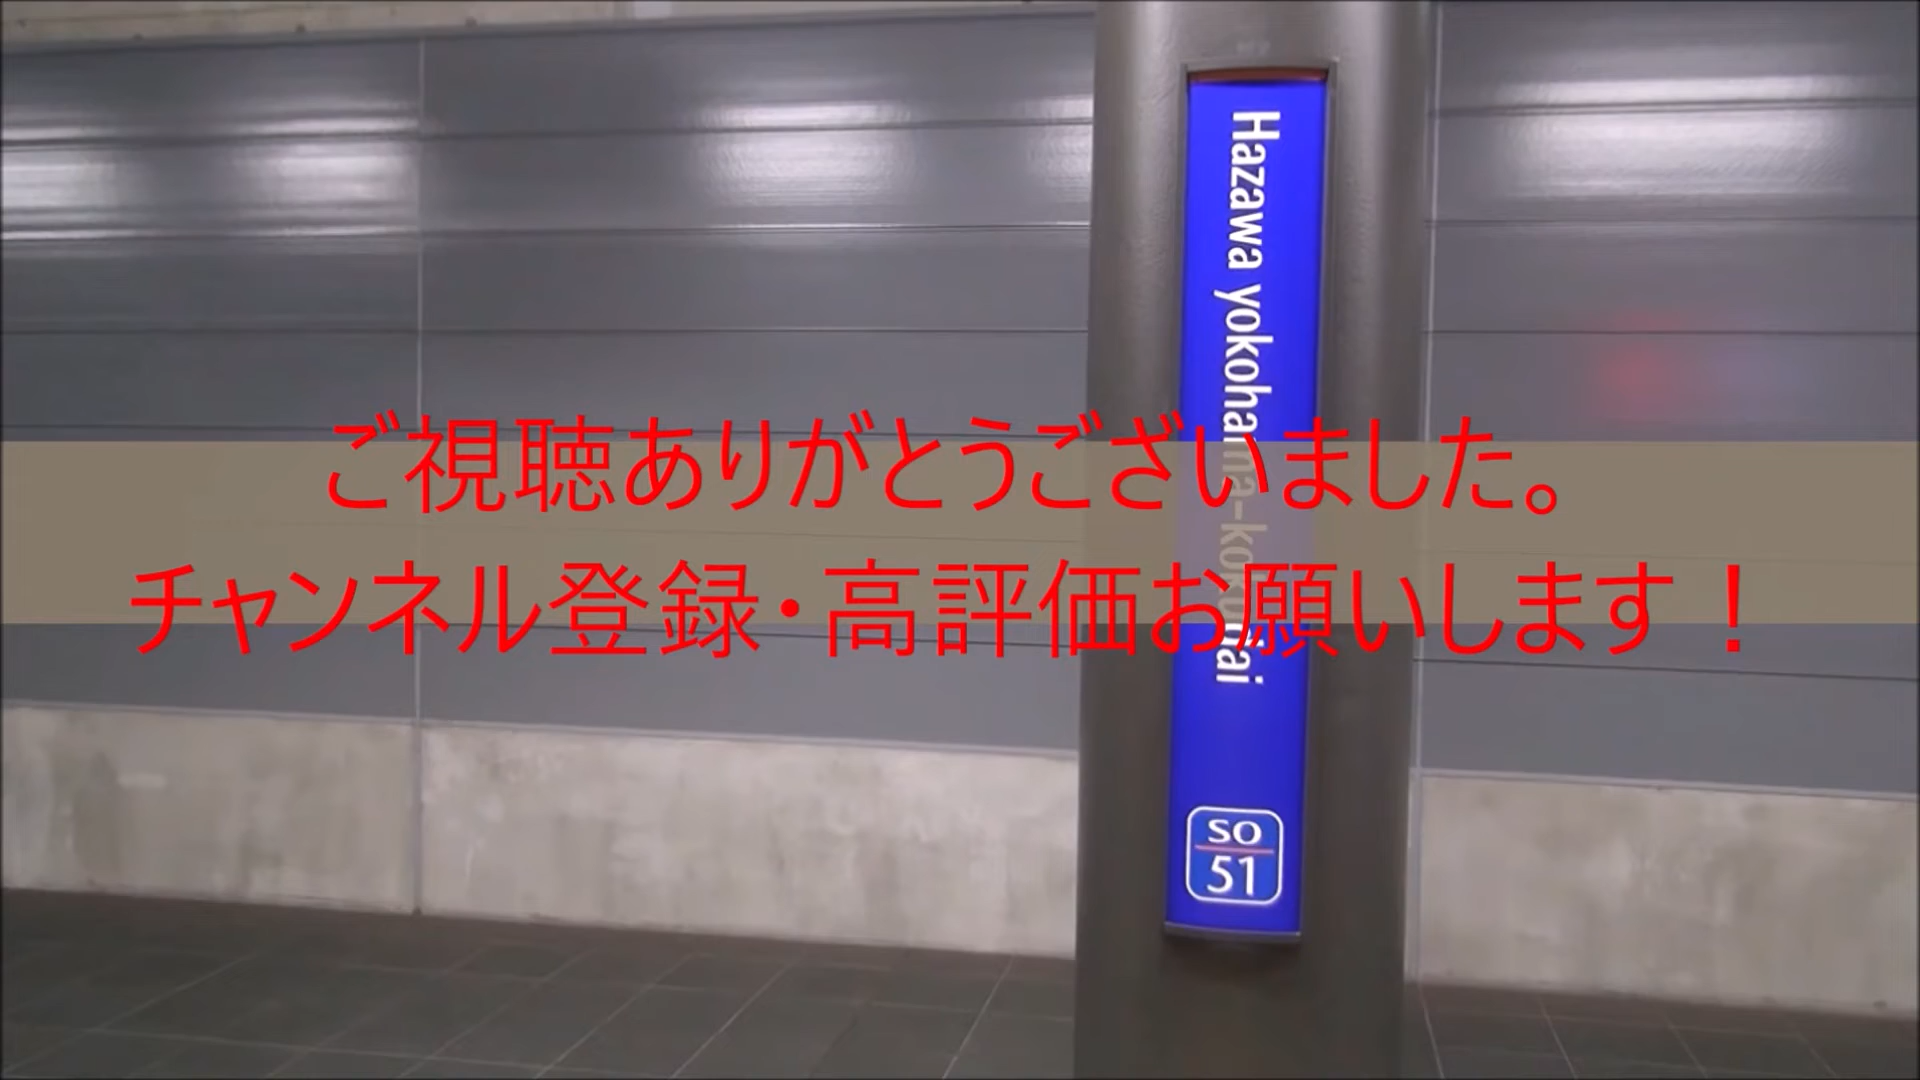 Hazawa yokohama-kokudai
ご視聴ありがとうございました。
チャンネル登録・高評価お願いします！
SO
51